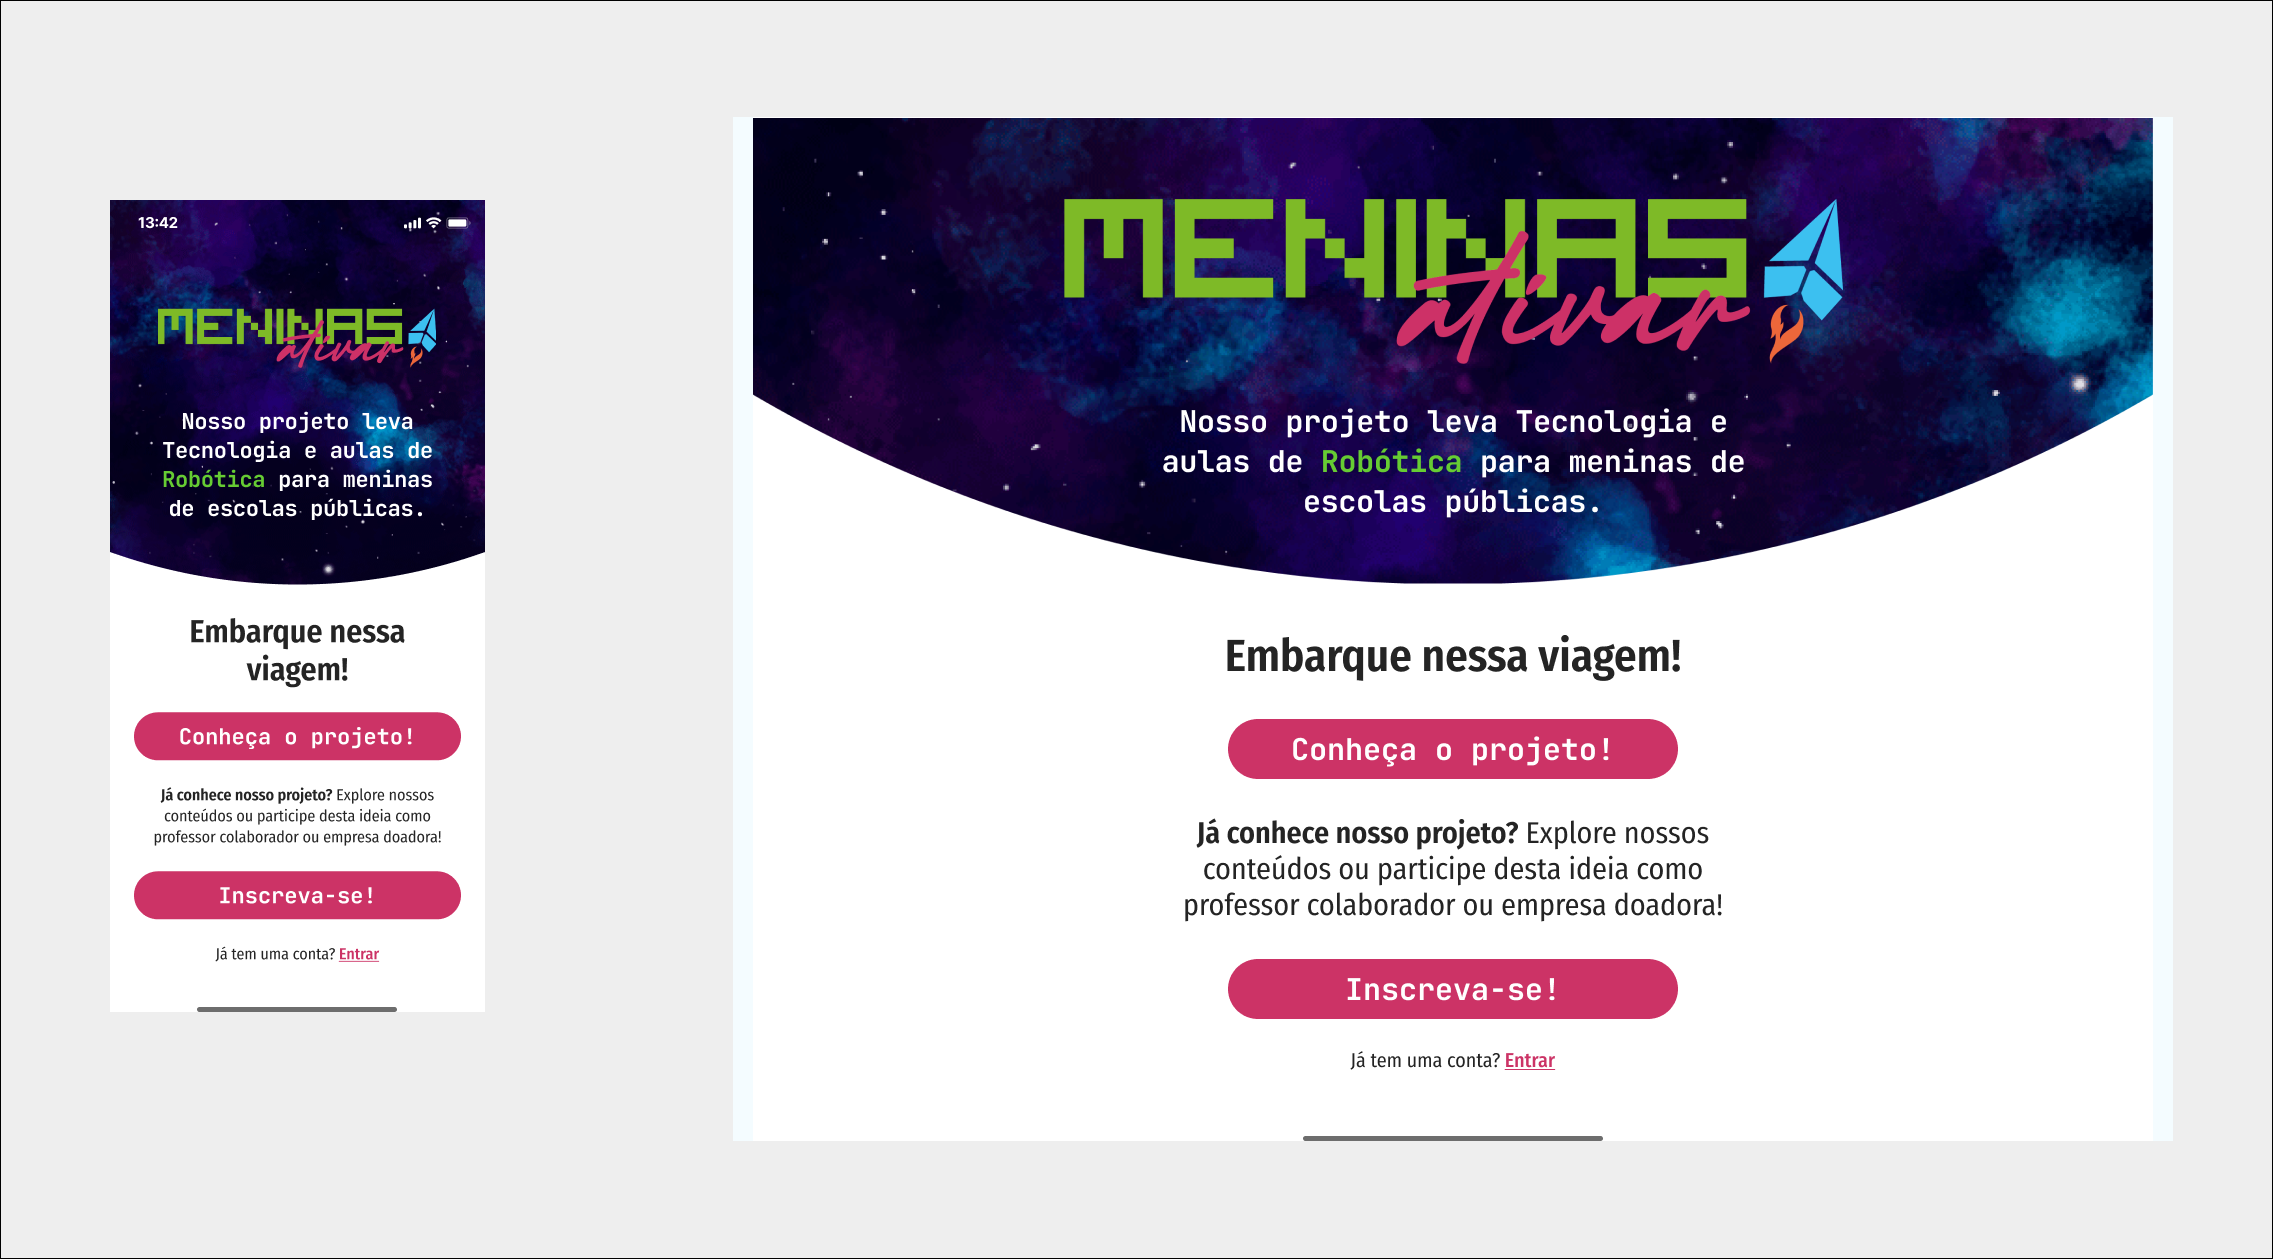 13:42
MENINAS
ativar
Nosso projeto leva
Tecnologia e aulas de
Robótica para meninas
de escolas públicas.
Embarque nessa
viagem!
Conheça o projeto!
Já conhece nosso projeto? Explore nossos
conteúdos ou participe desta ideia como
professor colaborador ou empresa doadora!
Inscreva-se!
Já tem uma conta? Entrar
MENINAS
ativar
Nosso projeto leva Tecnologia e
aulas de Robótica para meninas de
escolas públicas.
Embarque nessa viagem!
Conheça o projeto!
Já conhece nosso projeto? Explore nossos
conteúdos ou participe desta ideia como
professor colaborador ou empresa doadora!
Inscreva-se!
Já tem uma conta? Entrar